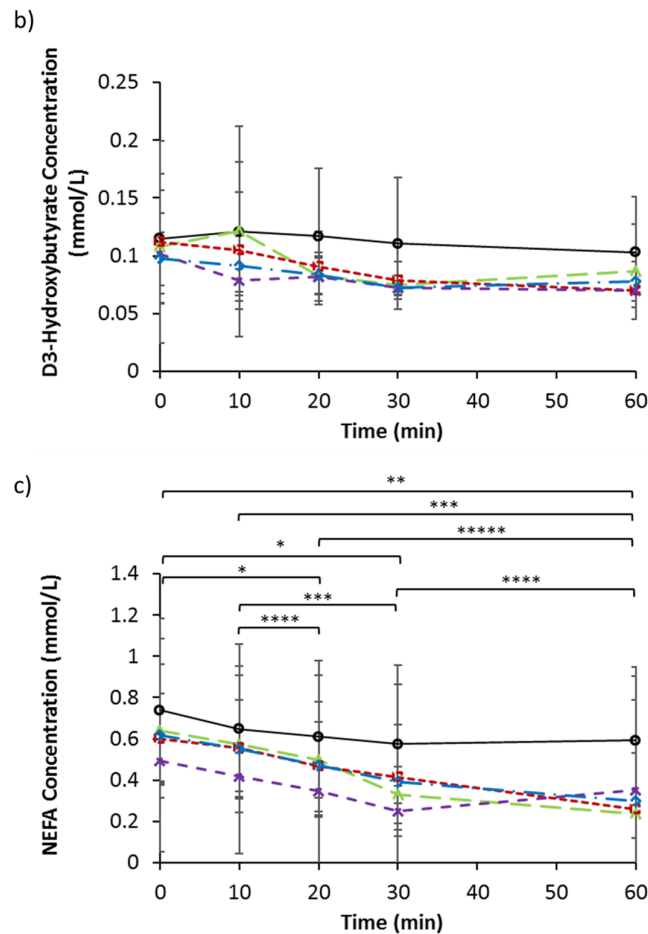 b)
D3-Hydroxybutyrate Concentration
(mmol/L)
0.25
0.2
0.15
0.1
0.05
0
0 10 20 30 40 50 60
Time (min)
c)
**
***
*****
*
*
****
***
****
NEFA Concentration (mmol/L)
1.4
1.2
1
0.8
0.6
0.4
0.2
0
0 10 20 30 40 50 60
Time (min)